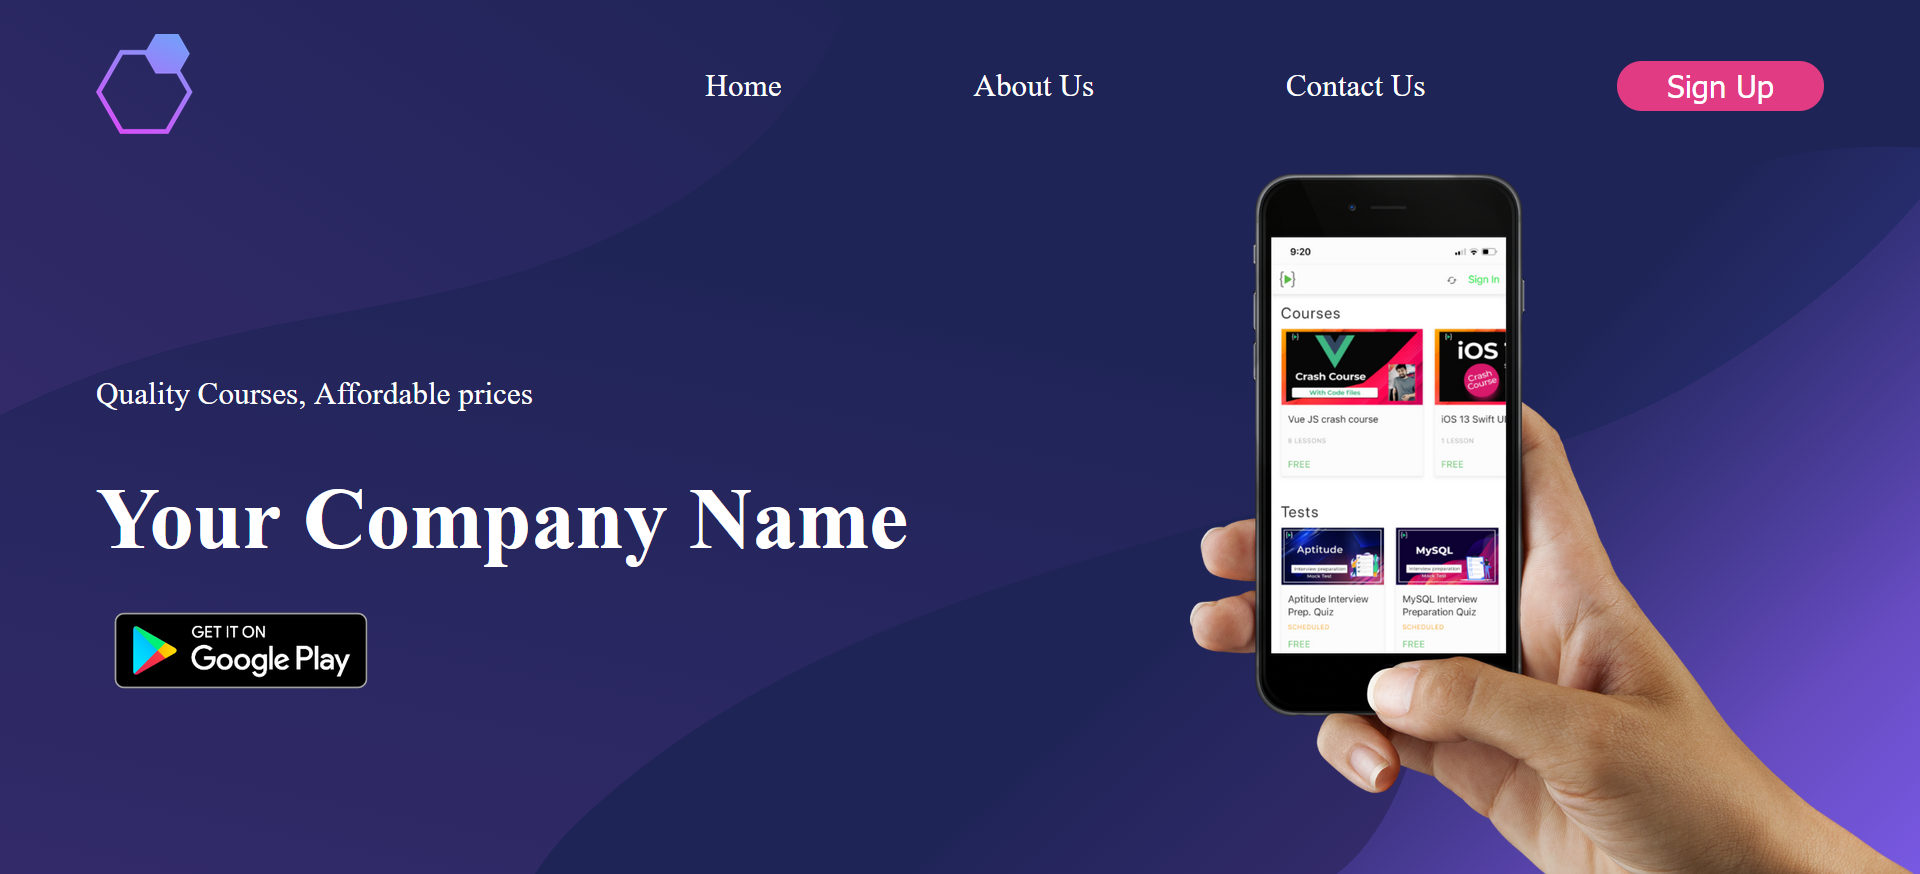 Home
About Us
Contact Us
Sign Up
Quality Courses, Affordable prices
Your Company Name
GET IT ON
Google Play
9:20
Sign In
Courses
Crash Course
With Code Files
iOS 1
Crash
Course
Vue JS crash course
iOS 13 Swift UI
6 LESSONS
1 LESSON
FREE
FREE
Tests
Aptitude
Interview preparation
Mock Test
MySQL
Interview preparation
Mock Test
Aptitude Interview
Prep. Quiz
MySQL Interview
Preparation Quiz
SCHEDULED
SCHEDULED
FREE
FREE